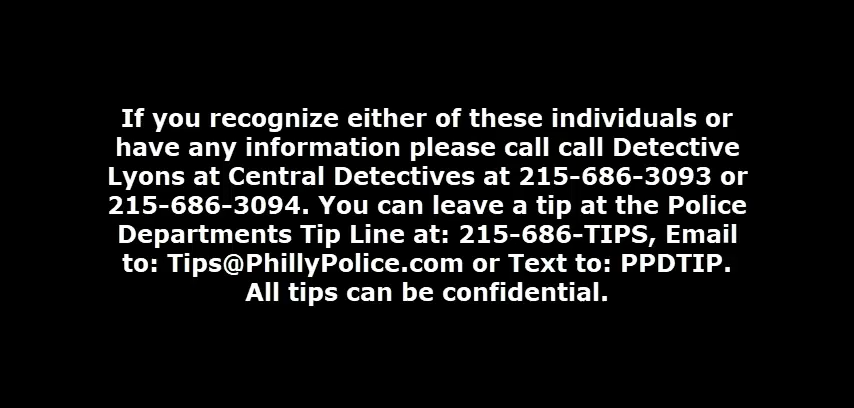 If you recognize either of these individuals or
have any information please call call Detective
Lyons at Central Detectives at 215-686-3093 or
215-686-3094. You can leave a tip at the Police
Departments Tip Line at: 215-686-TIPS, Email
to: Tips@PhillyPolice.com or Text to: PPDTIP.
All tips can be confidential.